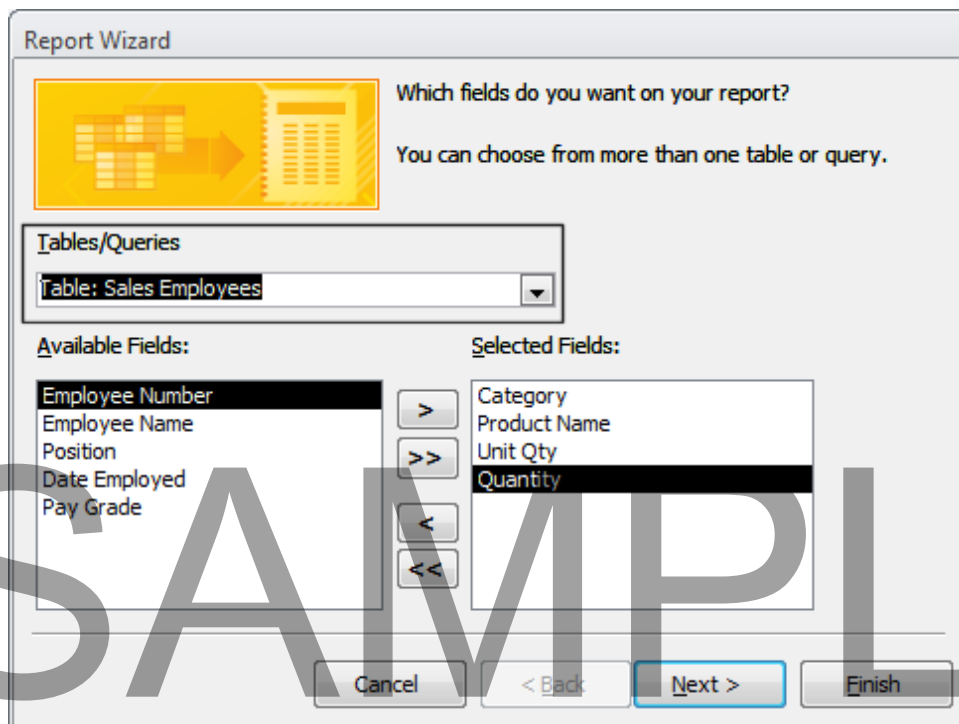 Report Wizard
Which fields do you want on your report?
You can choose from more than one table or query.
Tables/Queries
Table: Sales Employees
Available Fields:
Selected Fields:
Employee Number
Employee Name
Position
Date Employed
Pay Grade
>
>>
<
<<
Category
Product Name
Unit Qty
Quantity
Cancel
< Back
Next >
Finish
SAMPL